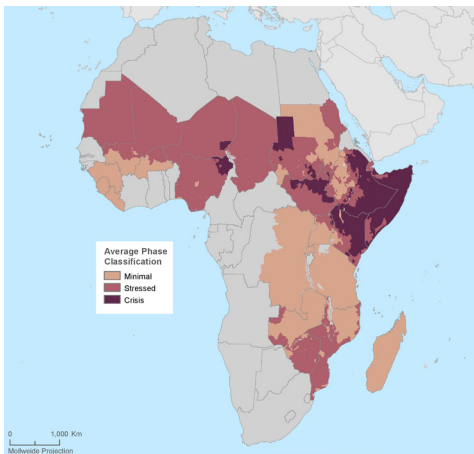 Average Phase
Classification
Minimal
Stressed
Crisis
0 1,000 Km
Mollweide Projection